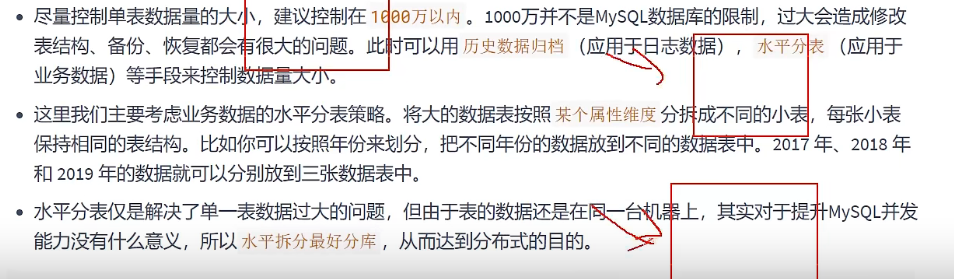 尽量控制单表数据量的大小，建议控制在 1000万以内 。1000万并不是MySQL数据库的限制，过大会造成修改
表结构、备份、恢复都会有很大的问题。此时可以用 历史数据归档 （应用于日志数据）， 水平分表 （应用于
业务数据）等手段来控制数据量大小。
这里我们主要考虑业务数据的水平分表策略。将大的数据表按照 某个属性维度 分拆成不同的小表，每张小表
保持相同的表结构。比如你可以按照年份来划分，把不同年份的数据放到不同的数据表中。2017 年、2018 年
和 2019 年的数据就可以分别放到三张数据表中。
水平分表仅是解决了单一表数据过大的问题，但由于表的数据还是在同一台机器上，其实对于提升MySQL并发
能力没有什么意义，所以 水平拆分最好分库 ，从而达到分布式的目的。